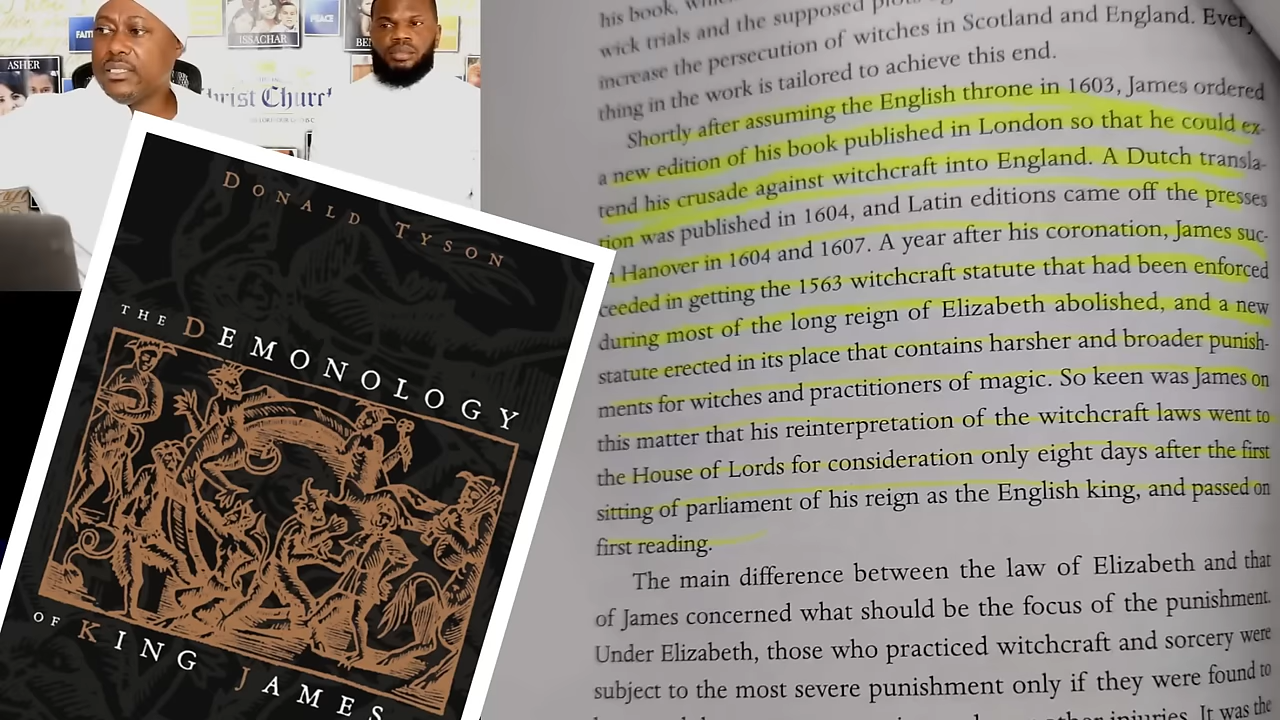 FAITH
ISSACHAR
PEACE
ASHER
Christ Church
DONALD TYSON
THE DEMONOLOGY
OF KING JAMES
his book,
wick trials and the supposed
increase the persecution of witches in Scotland and England. Every
thing in the work is tailored to achieve this end.
Shortly after assuming the English throne in 1603, James ordered
a new edition of his book published in London so that he could ex-
tend his crusade against witchcraft into England. A Dutch transla-
tion was published in 1604, and Latin editions came off the presses
Hanover in 1604 and 1607. A year after his coronation, James suc-
ceeded in getting the 1563 witchcraft statute that had been enforced
during most of the long reign of Elizabeth abolished, and a new
statute erected in its place that contains harsher and broader punish-
ments for witches and practitioners of magic. So keen was James on
this matter that his reinterpretation of the witchcraft laws went to
the House of Lords for consideration only eight days after the first
sitting of parliament of his reign as the English king, and passed on
first reading.
The main difference between the law of Elizabeth and that
of James concerned what should be the focus of the punishment.
Under Elizabeth, those who practiced witchcraft and sorcery were
subject to the most severe punishment only if they were found to
other injuries. It was the